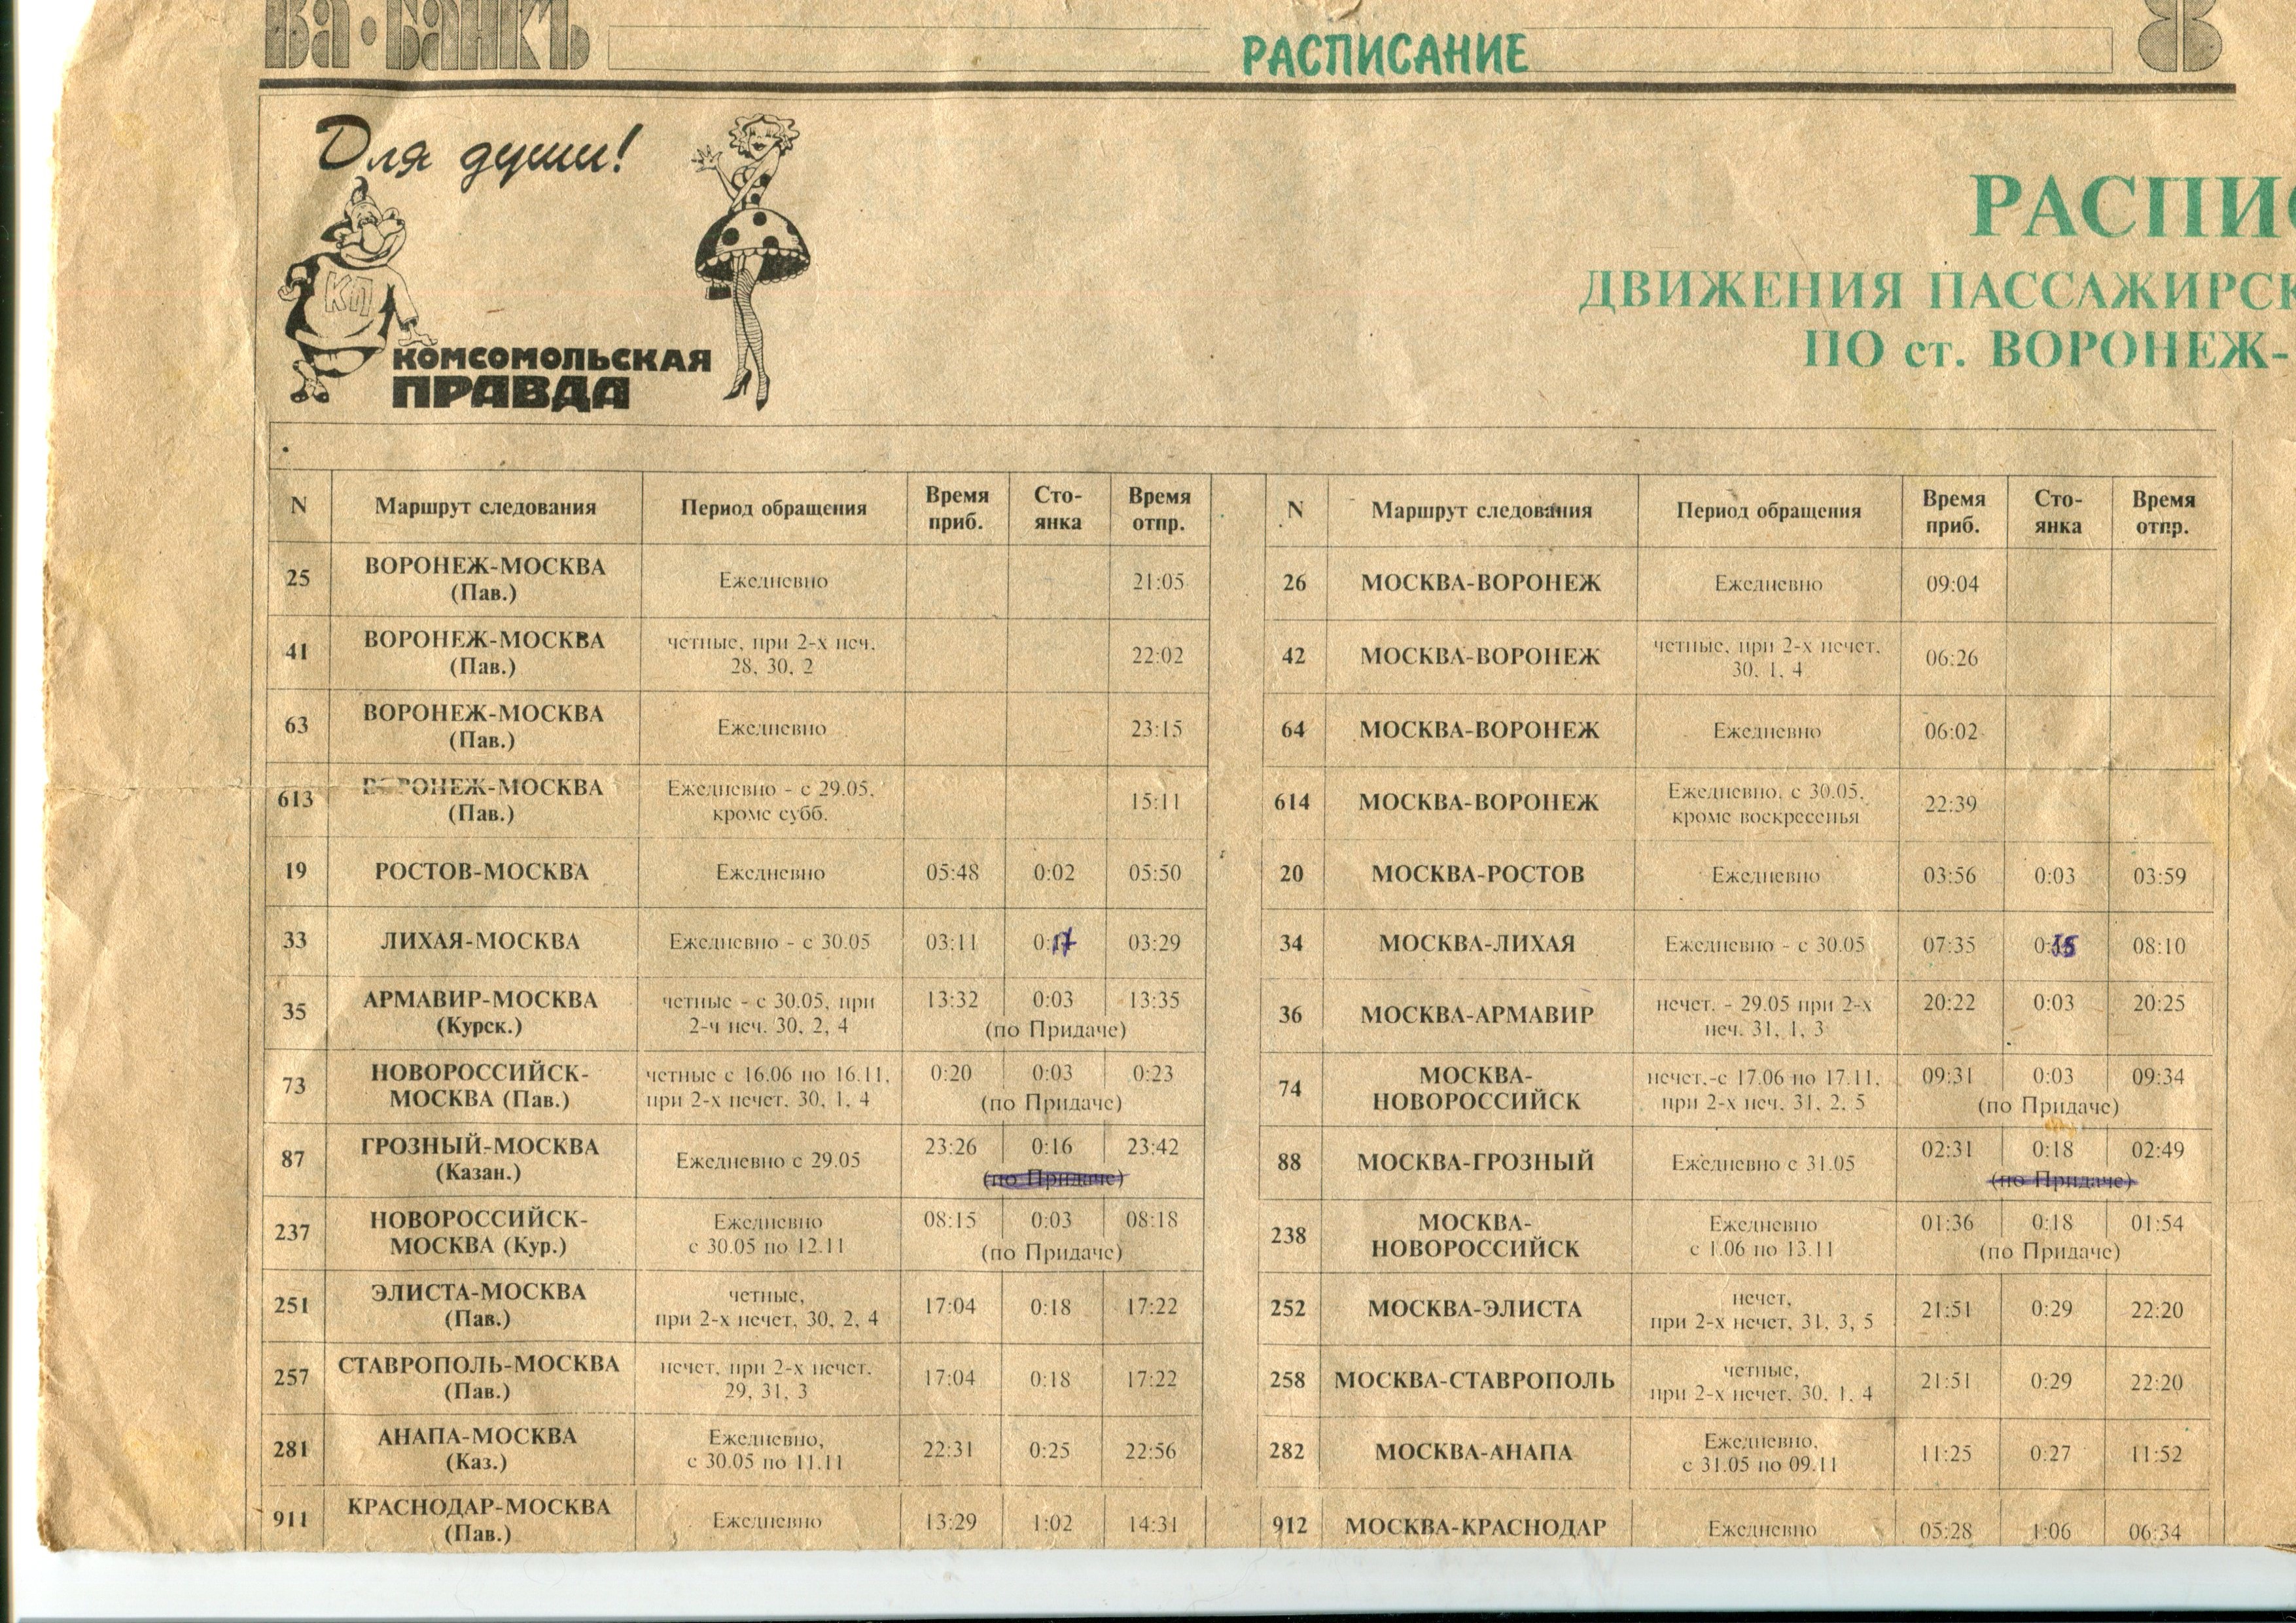 ВА·БАНКЪ
РАСПИСАНИЕ
8
Для души!
КП
КОМСОМОЛЬСКАЯ
ПРАВДА
РАСПИС
ДВИЖЕНИЯ ПАССАЖИРСК
ПО ст. ВОРОНЕЖ-
N Маршрут следования Период обращения Время приб. Сто-янка Время отпр.
25 ВОРОНЕЖ-МОСКВА (Пав.) Ежедневно 21:05
41 ВОРОНЕЖ-МОСКВА (Пав.) четные, при 2-х неч. 28, 30, 2 22:02
63 ВОРОНЕЖ-МОСКВА (Пав.) Ежедневно 23:15
613 ВОРОНЕЖ-МОСКВА (Пав.) Ежедневно - с 29.05, кроме субб. 15:11
19 РОСТОВ-МОСКВА Ежедневно 05:48 0:02 05:50
33 ЛИХАЯ-МОСКВА Ежедневно - с 30.05 03:11 0:17 03:29
35 АРМАВИР-МОСКВА (Курск.) четные - с 30.05, при 2-ч неч. 30, 2, 4 13:32 0:03 13:35 (по Придаче)
73 НОВОРОССИЙСК-МОСКВА (Пав.) четные с 16.06 по 16.11, при 2-х нечет. 30, 1, 4 0:20 0:03 0:23 (по Придаче)
87 ГРОЗНЫЙ-МОСКВА (Казан.) Ежедневно с 29.05 23:26 0:16 23:42 (по Придаче)
237 НОВОРОССИЙСК-МОСКВА (Кур.) Ежедневно с 30.05 по 12.11 08:15 0:03 08:18 (по Придаче)
251 ЭЛИСТА-МОСКВА (Пав.) четные, при 2-х нечет, 30, 2, 4 17:04 0:18 17:22
257 СТАВРОПОЛЬ-МОСКВА (Пав.) нечет, при 2-х нечет. 29, 31, 3 17:04 0:18 17:22
281 АНАПА-МОСКВА (Каз.) Ежедневно, с 30.05 по 11.11 22:31 0:25 22:56
911 КРАСНОДАР-МОСКВА (Пав.) Ежедневно 13:29 1:02 14:31
N Маршрут следования Период обращения Время приб. Сто-янка Время отпр.
26 МОСКВА-ВОРОНЕЖ Ежедневно 09:04
42 МОСКВА-ВОРОНЕЖ четные, при 2-х нечет. 30, 1, 4 06:26
64 МОСКВА-ВОРОНЕЖ Ежедневно 06:02
614 МОСКВА-ВОРОНЕЖ Ежедневно, с 30.05, кроме воскресенья 22:39
20 МОСКВА-РОСТОВ Ежедневно 03:56 0:03 03:59
34 МОСКВА-ЛИХАЯ Ежедневно - с 30.05 07:35 0:35 08:10
36 МОСКВА-АРМАВИР нечет. - 29.05 при 2-х неч. 31, 1, 3 20:22 0:03 20:25
74 МОСКВА-НОВОРОССИЙСК нечет.-с 17.06 по 17.11, при 2-х неч. 31, 2, 5 09:31 0:03 09:34 (по Придаче)
88 МОСКВА-ГРОЗНЫЙ Ежедневно с 31.05 02:31 0:18 02:49 (по Придаче)
238 МОСКВА-НОВОРОССИЙСК Ежедневно с 1.06 по 13.11 01:36 0:18 01:54 (по Придаче)
252 МОСКВА-ЭЛИСТА нечет, при 2-х нечет, 31, 3, 5 21:51 0:29 22:20
258 МОСКВА-СТАВРОПОЛЬ четные, при 2-х нечет, 30, 1, 4 21:51 0:29 22:20
282 МОСКВА-АНАПА Ежедневно, с 31.05 по 09.11 11:25 0:27 11:52
912 МОСКВА-КРАСНОДАР Ежедневно 05:28 1:06 06:34